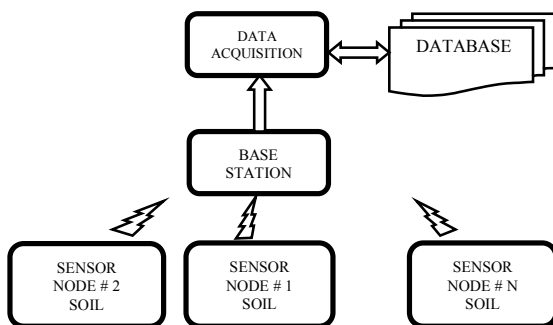 DATA
ACQUISITION
DATABASE
BASE
STATION
SENSOR
NODE # 2
SOIL
SENSOR
NODE # 1
SOIL
SENSOR
NODE # N
SOIL